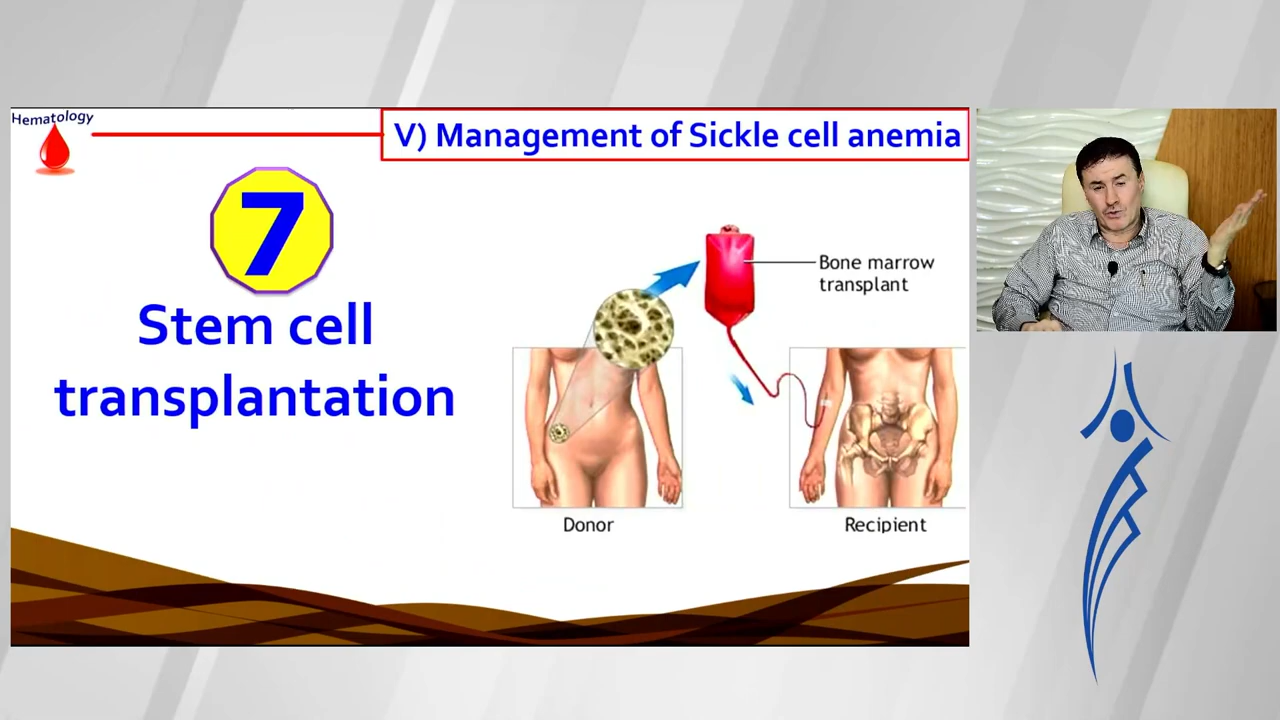 Hematology
V) Management of Sickle cell anemia
7
Stem cell
transplantation
Bone marrow
transplant
Donor
Recipient